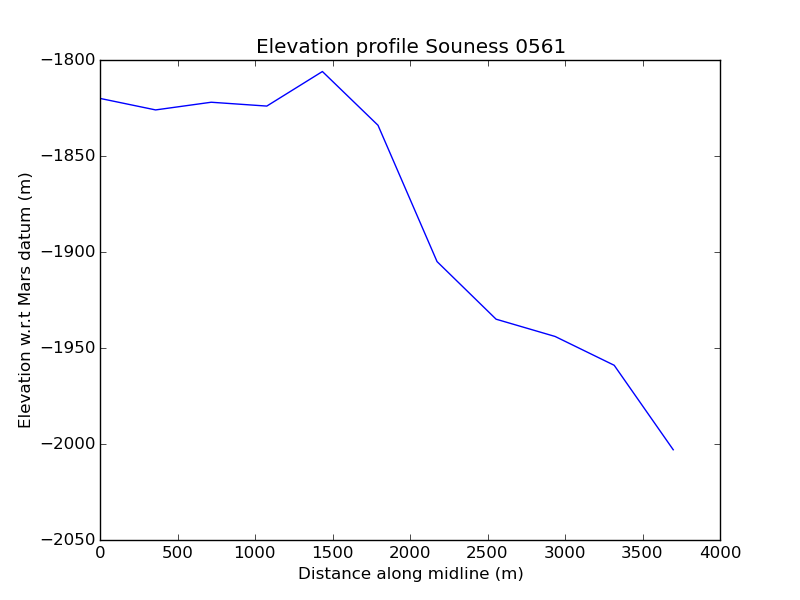 Elevation profile Souness 0561
Elevation w.r.t Mars datum (m)
−1800
−1850
−1900
−1950
−2000
−2050
0 500 1000 1500 2000 2500 3000 3500 4000
Distance along midline (m)